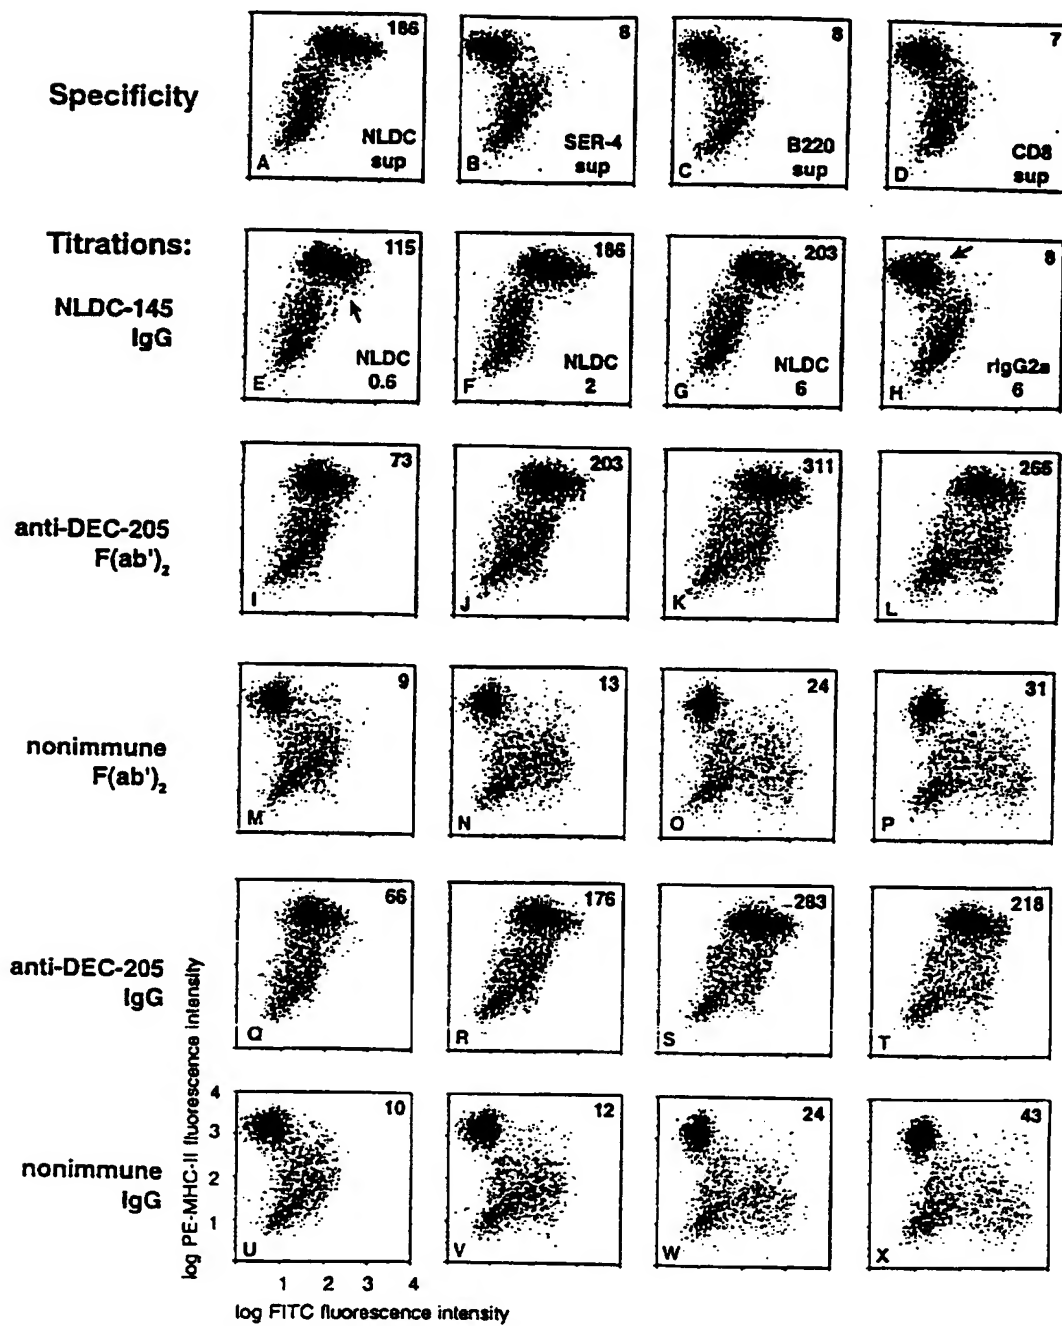 Specificity
186
A
NLDC
sup
8
B
SER-4
sup
8
C
B220
sup
7
D
CD8
sup
Titrations:
NLDC-145
IgG
115
E
NLDC
0.6
186
F
NLDC
2
203
G
NLDC
6
8
H
rIgG2a
6
anti-DEC-205
F(ab')₂
73
I
203
J
311
K
265
L
nonimmune
F(ab')₂
9
M
13
N
24
O
31
P
anti-DEC-205
IgG
66
Q
176
R
283
S
218
T
nonimmune
IgG
10
U
12
V
24
W
43
X
log PE-MHC-II fluorescence intensity
4
3
2
1
1 2 3 4
log FITC fluorescence intensity